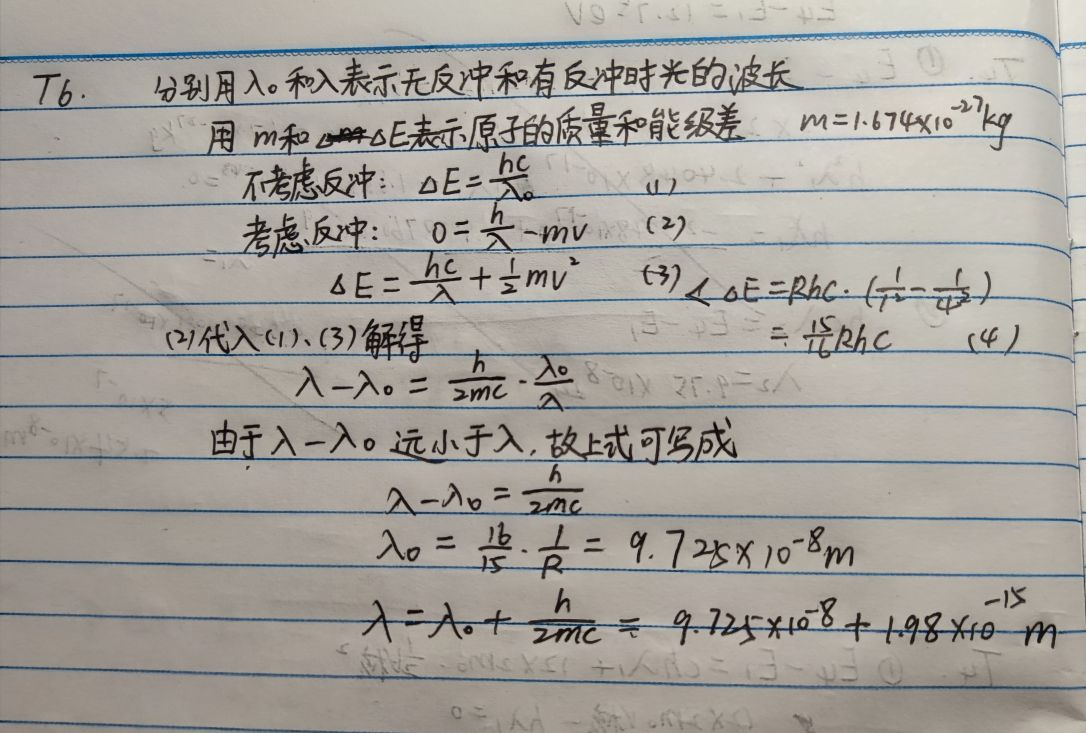 T6. 分别用λ₀和λ表示无反冲和有反冲时光的波长
用 m和 ΔE表示原子的质量和能级差 m=1.674×10⁻²⁷kg
不考虑反冲: ΔE = hc/λ₀ (1)
考虑反冲: 0 = h/λ - mv (2)
ΔE = hc/λ + 1/2 mv² (3) < ΔE = Rhc·(1/1² - 1/4²)
= 15/16 Rhc (4)
(2)代入(1)、(3)解得
λ-λ₀ = h/2mc · λ₀/λ
由于λ-λ₀ 远小于λ, 故上式可写成
λ-λ₀ = h/2mc
λ₀ = 16/15 · 1/R = 9.725×10⁻⁸m
λ = λ₀ + h/2mc = 9.725×10⁻⁸ + 1.98×10⁻¹⁵ m